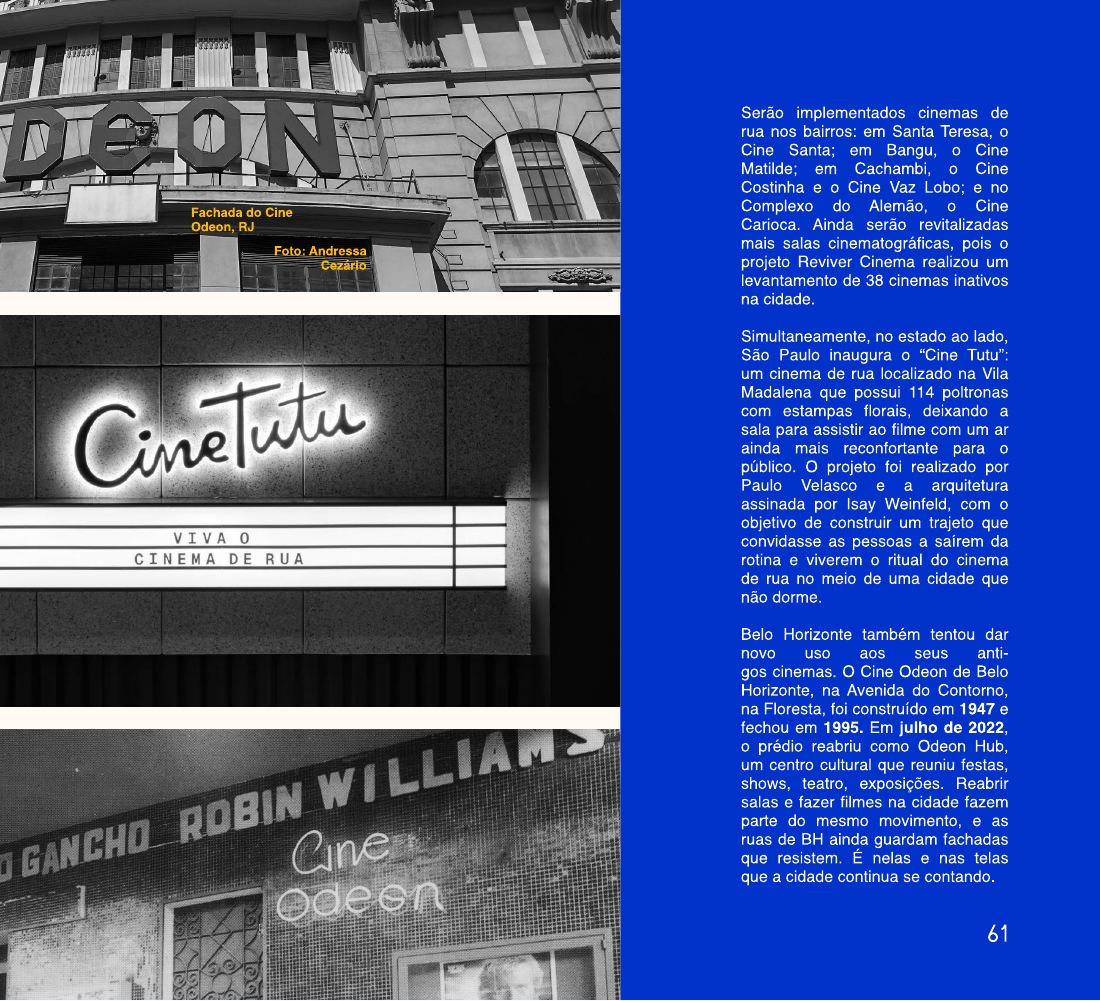 DEON
Fachada do Cine
Odeon, RJ
Foto: Andressa
Cezário
CineTutu
VIVA O
CINEMA DE RUA
GANCHO ROBIN WILLIAMS
Cine
odeon
Serão implementados cinemas de
rua nos bairros: em Santa Teresa, o
Cine Santa; em Bangu, o Cine
Matilde; em Cachambi, o Cine
Costinha e o Cine Vaz Lobo; e no
Complexo do Alemão, o Cine
Carioca. Ainda serão revitalizadas
mais salas cinematográficas, pois o
projeto Reviver Cinema realizou um
levantamento de 38 cinemas inativos
na cidade.
Simultaneamente, no estado ao lado,
São Paulo inaugura o “Cine Tutu”:
um cinema de rua localizado na Vila
Madalena que possui 114 poltronas
com estampas florais, deixando a
sala para assistir ao filme com um ar
ainda mais reconfortante para o
público. O projeto foi realizado por
Paulo Velasco e a arquitetura
assinada por Isay Weinfeld, com o
objetivo de construir um trajeto que
convidasse as pessoas a saírem da
rotina e viverem o ritual do cinema
de rua no meio de uma cidade que
não dorme.
Belo Horizonte também tentou dar
novo uso aos seus anti-
gos cinemas. O Cine Odeon de Belo
Horizonte, na Avenida do Contorno,
na Floresta, foi construído em 1947 e
fechou em 1995. Em julho de 2022,
o prédio reabriu como Odeon Hub,
um centro cultural que reuniu festas,
shows, teatro, exposições. Reabrir
salas e fazer filmes na cidade fazem
parte do mesmo movimento, e as
ruas de BH ainda guardam fachadas
que resistem. É nelas e nas telas
que a cidade continua se contando.
61